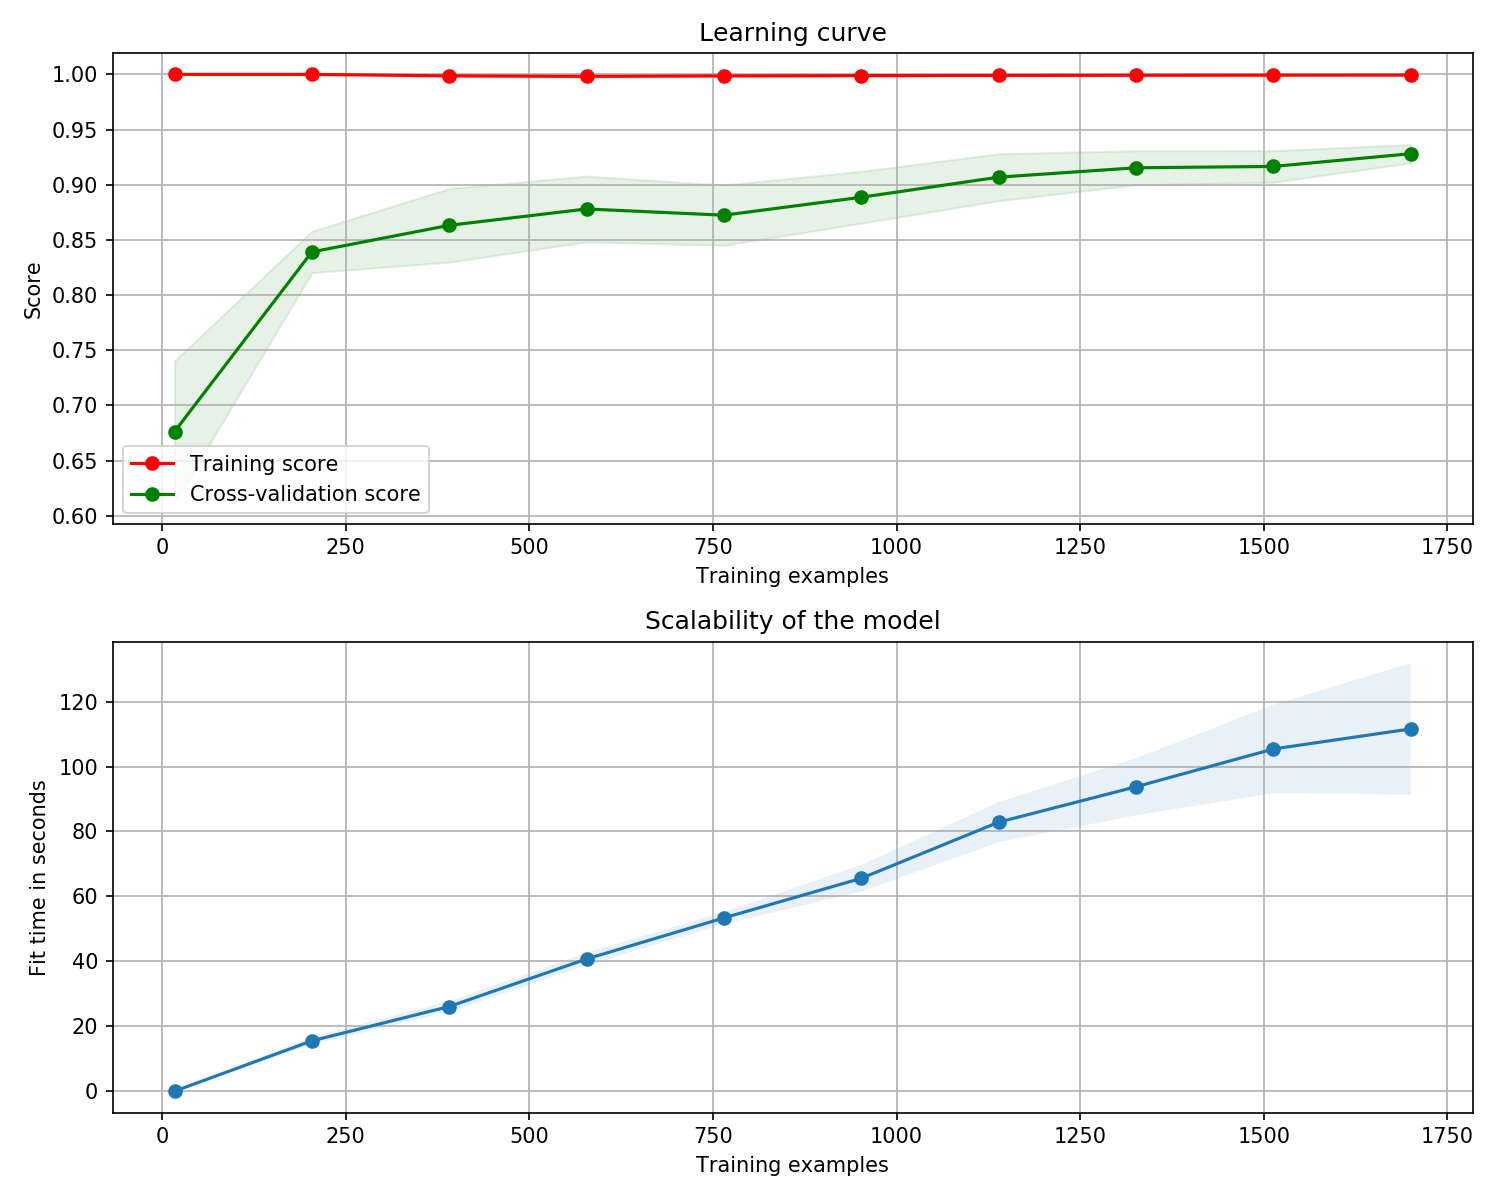 Learning curve
1.00
0.95
0.90
0.85
0.80
0.75
0.70
0.65
0.60
Score
Training score
Cross-validation score
0 250 500 750 1000 1250 1500 1750
Training examples
Scalability of the model
120
100
80
60
40
20
0
Fit time in seconds
0 250 500 750 1000 1250 1500 1750
Training examples